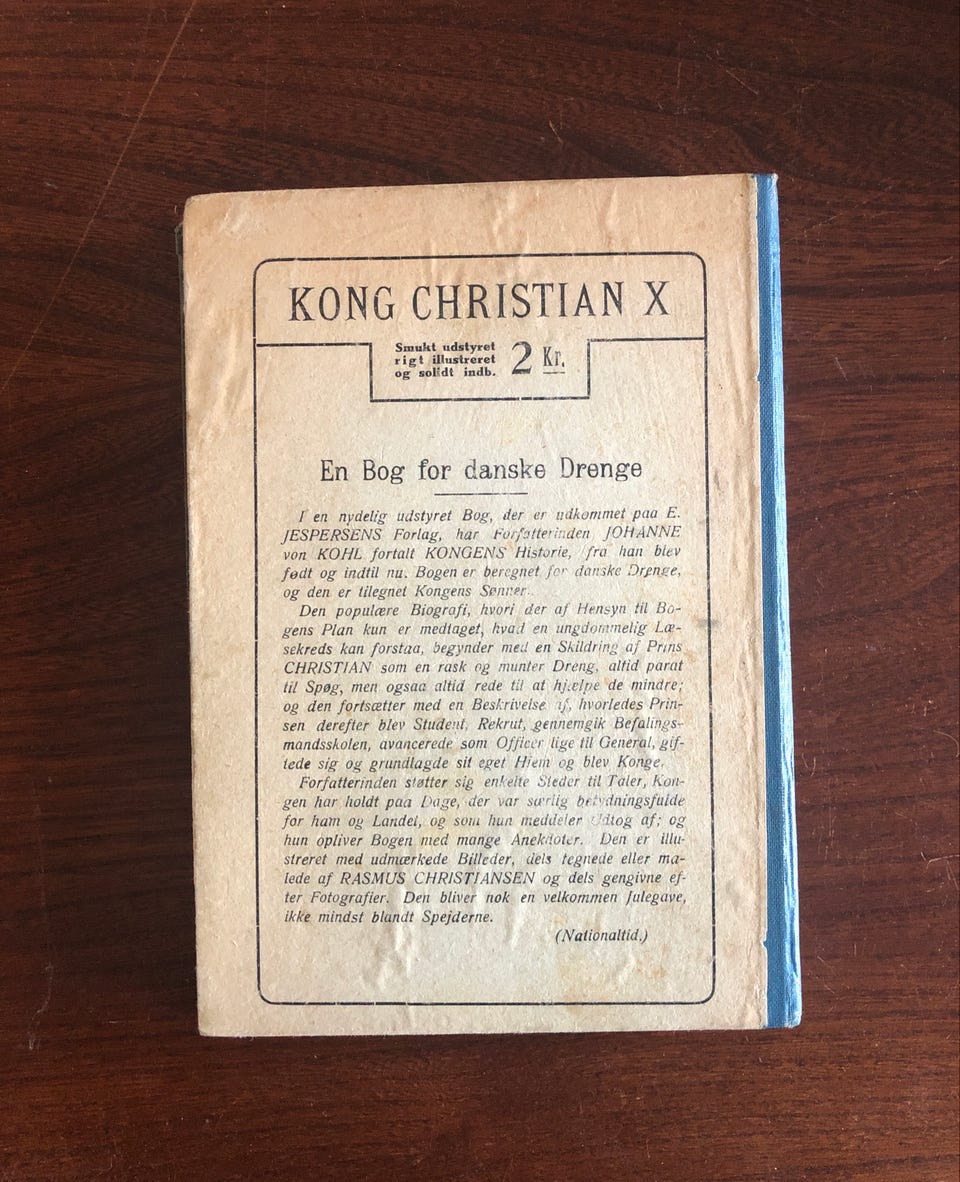 KONG CHRISTIAN X
Smukt udstyret
rigt illustreret
og solidt indb.
2 Kr.
En Bog for danske Drenge
I en nydelig udstyret Bog, der er udkommet paa E.
JESPERSENS Forlag, har Forfatterinden JOHANNE
von KOHL fortalt KONGENS Historie, fra han blev
født og indtil nu. Bogen er beregnet for danske Drenge,
og den er tilegnet Kongens Sønner.
Den populære Biografi, hvori der af Hensyn til Bo-
gens Plan kun er medtaget, hvad en ungdommelig Læ-
sekreds kan forstaa, begynder med en Skildring af Prins
CHRISTIAN som en rask og munter Dreng, altid parat
til Spøg, men ogsaa altid rede til at hjælpe de mindre;
og den fortsætter med en Beskrivelse af, hvorledes Prin-
sen derefter blev Student, Rekrut, gennemgik Befalings-
mandsskolen, avancerede som Officer lige til General, gif-
tede sig og grundlagde sit eget Hjem og blev Konge.
Forfatterinden støtter sig enkelte Steder til Taler, Kon-
gen har holdt paa Dage, der var særlig betydningsfulde
for ham og Landet, og som hun meddeler Udtog af; og
hun opliver Bogen med mange Anekdoter. Den er illu-
streret med udmærkede Billeder, dels tegnede eller ma-
lede af RASMUS CHRISTIANSEN og dels gengivne ef-
ter Fotografier. Den bliver nok en velkommen Julegave,
ikke mindst blandt Spejderne.
(Nationaltid.)